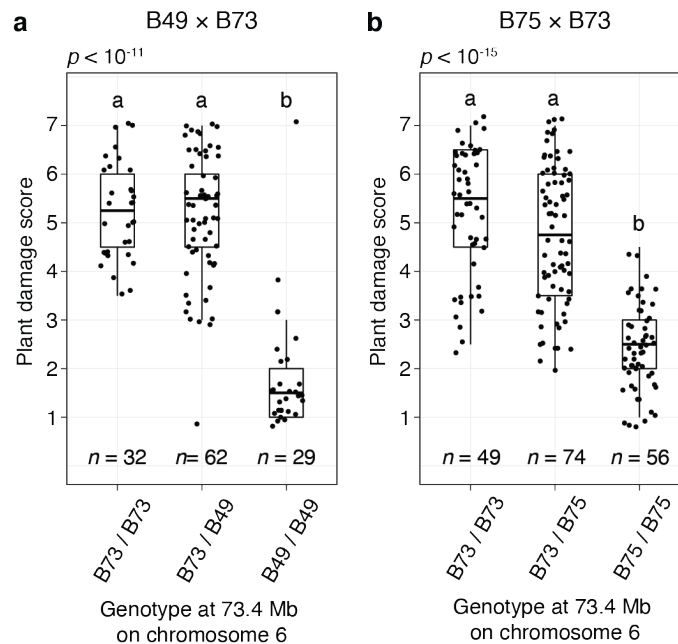 a
B49 × B73
p < 10⁻¹¹
a a b
7
6
5
4
3
2
1
Plant damage score
n = 32 n= 62 n = 29
B73 / B73
B73 / B49
B49 / B49
Genotype at 73.4 Mb
on chromosome 6
b
B75 × B73
p < 10⁻¹⁵
a a
b
7
6
5
4
3
2
1
Plant damage score
n = 49 n = 74 n = 56
B73 / B73
B73 / B75
B75 / B75
Genotype at 73.4 Mb
on chromosome 6